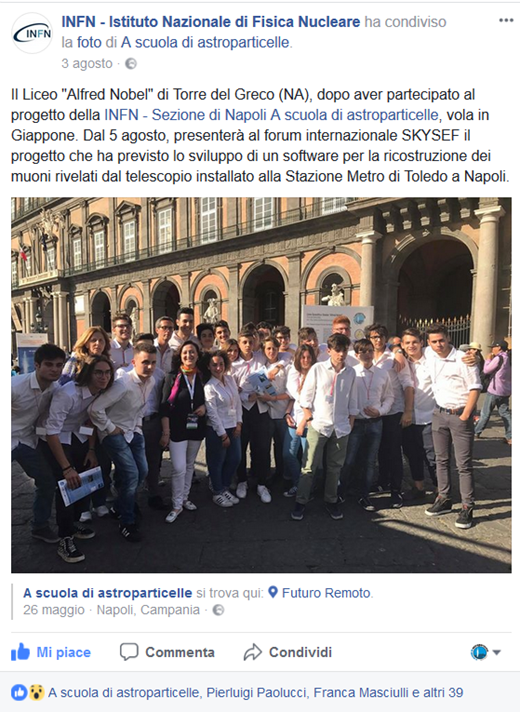 INFN
INFN - Istituto Nazionale di Fisica Nucleare ha condiviso
la foto di A scuola di astroparticelle.
3 agosto ·
Il Liceo "Alfred Nobel" di Torre del Greco (NA), dopo aver partecipato al
progetto della INFN - Sezione di Napoli A scuola di astroparticelle, vola in
Giappone. Dal 5 agosto, presenterà al forum internazionale SKYSEF il
progetto che ha previsto lo sviluppo di un software per la ricostruzione dei
muoni rivelati dal telescopio installato alla Stazione Metro di Toledo a Napoli.
A scuola di astroparticelle si trova qui: Futuro Remoto.
26 maggio · Napoli, Campania ·
Mi piace Commenta Condividi
A scuola di astroparticelle, Pierluigi Paolucci, Franca Masciulli e altri 39